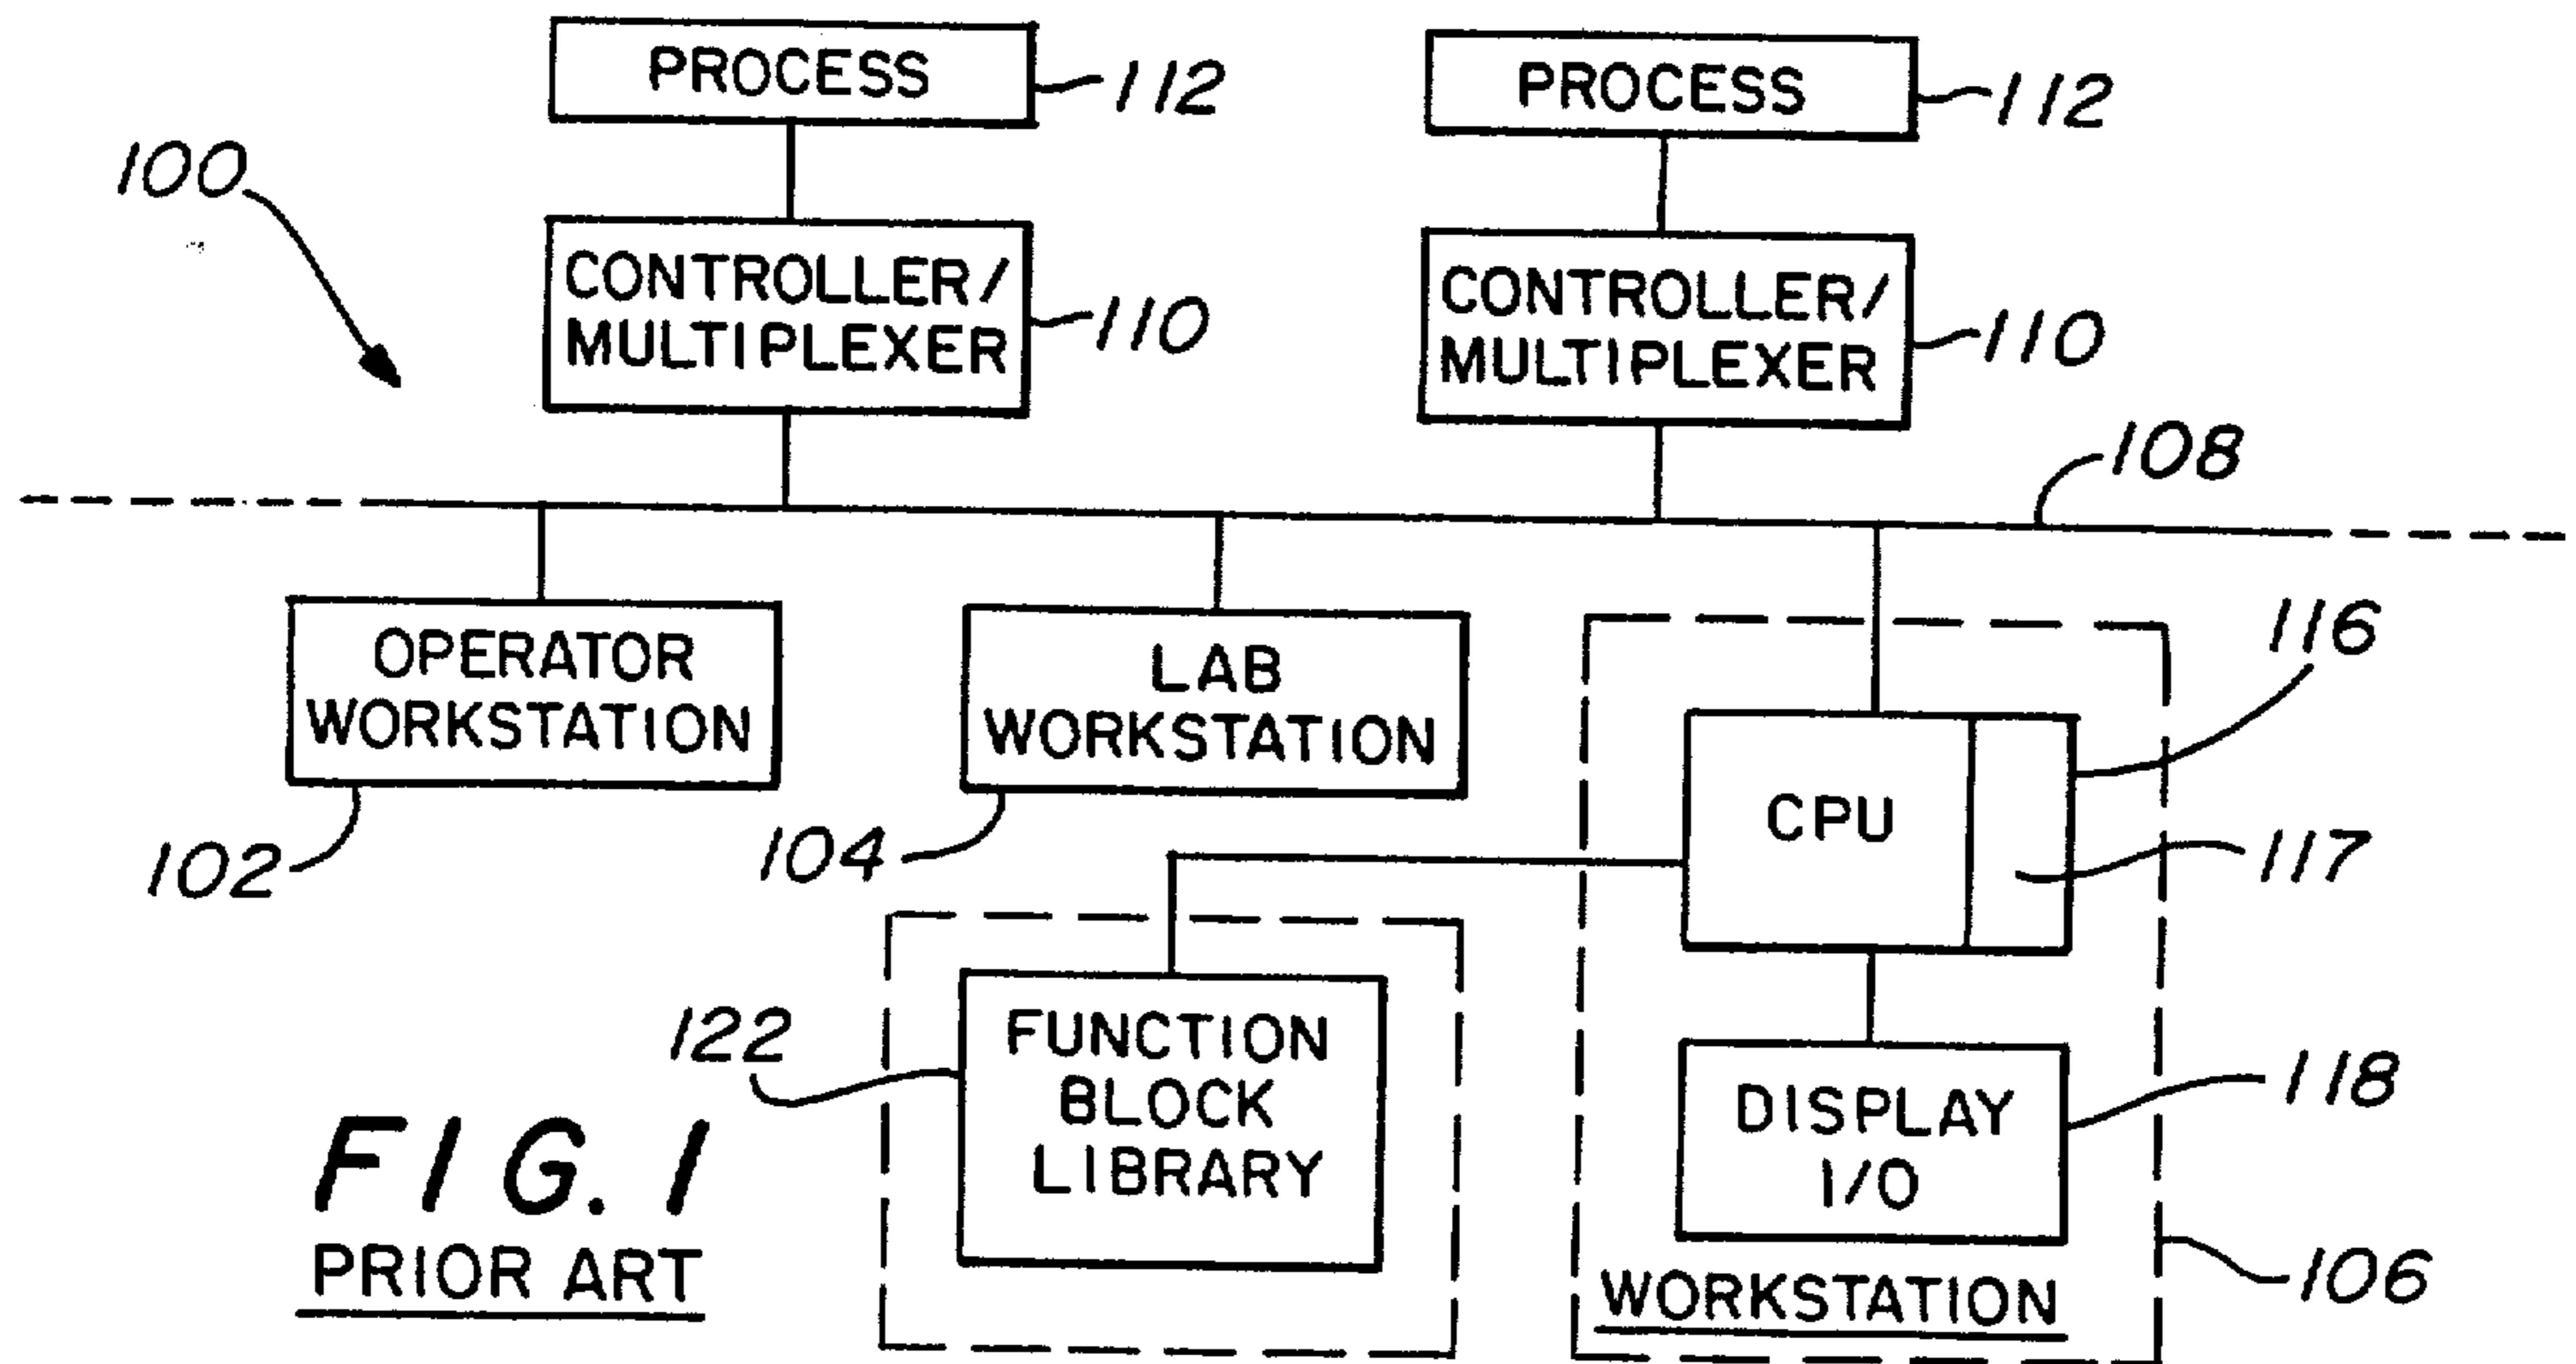 PROCESS
112
PROCESS
112
100
CONTROLLER/
MULTIPLEXER
110
CONTROLLER/
MULTIPLEXER
110
108
OPERATOR
WORKSTATION
102
LAB
WORKSTATION
104
116
CPU
117
122
FUNCTION
BLOCK
LIBRARY
DISPLAY
I/O
118
WORKSTATION
106
FIG. 1
PRIOR ART